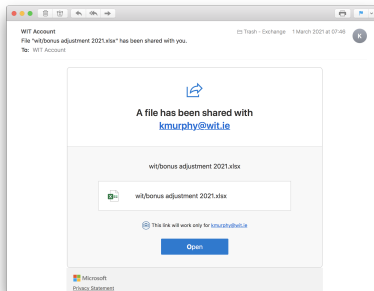 WIT Account
Trash - Exchange 1 March 2021 at 07:48
K
File "wit/bonus adjustment 2021.xlsx" has been shared with you.
To: WIT Account
A file has been shared with
kmurphy@wit.ie
wit/bonus adjustment 2021.xlsx
wit/bonus adjustment 2021.xlsx
This link will work only for kmurphy@wit.ie
Open
Microsoft
Privacy Statement